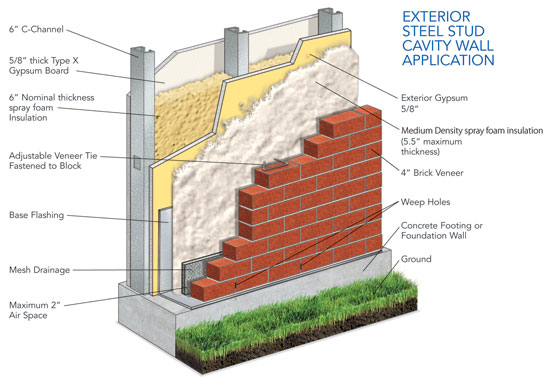 EXTERIOR
STEEL STUD
CAVITY WALL
APPLICATION
6” C-Channel
5/8” thick Type X
Gypsum Board
6” Nominal thickness
spray foam
Insulation
Adjustable Veneer Tie
Fastened to Block
Base Flashing
Mesh Drainage
Maximum 2”
Air Space
Exterior Gypsum
5/8”
Medium Density spray foam insulation
(5.5” maximum
thickness)
4” Brick Veneer
Weep Holes
Concrete Footing or
Foundation Wall
Ground